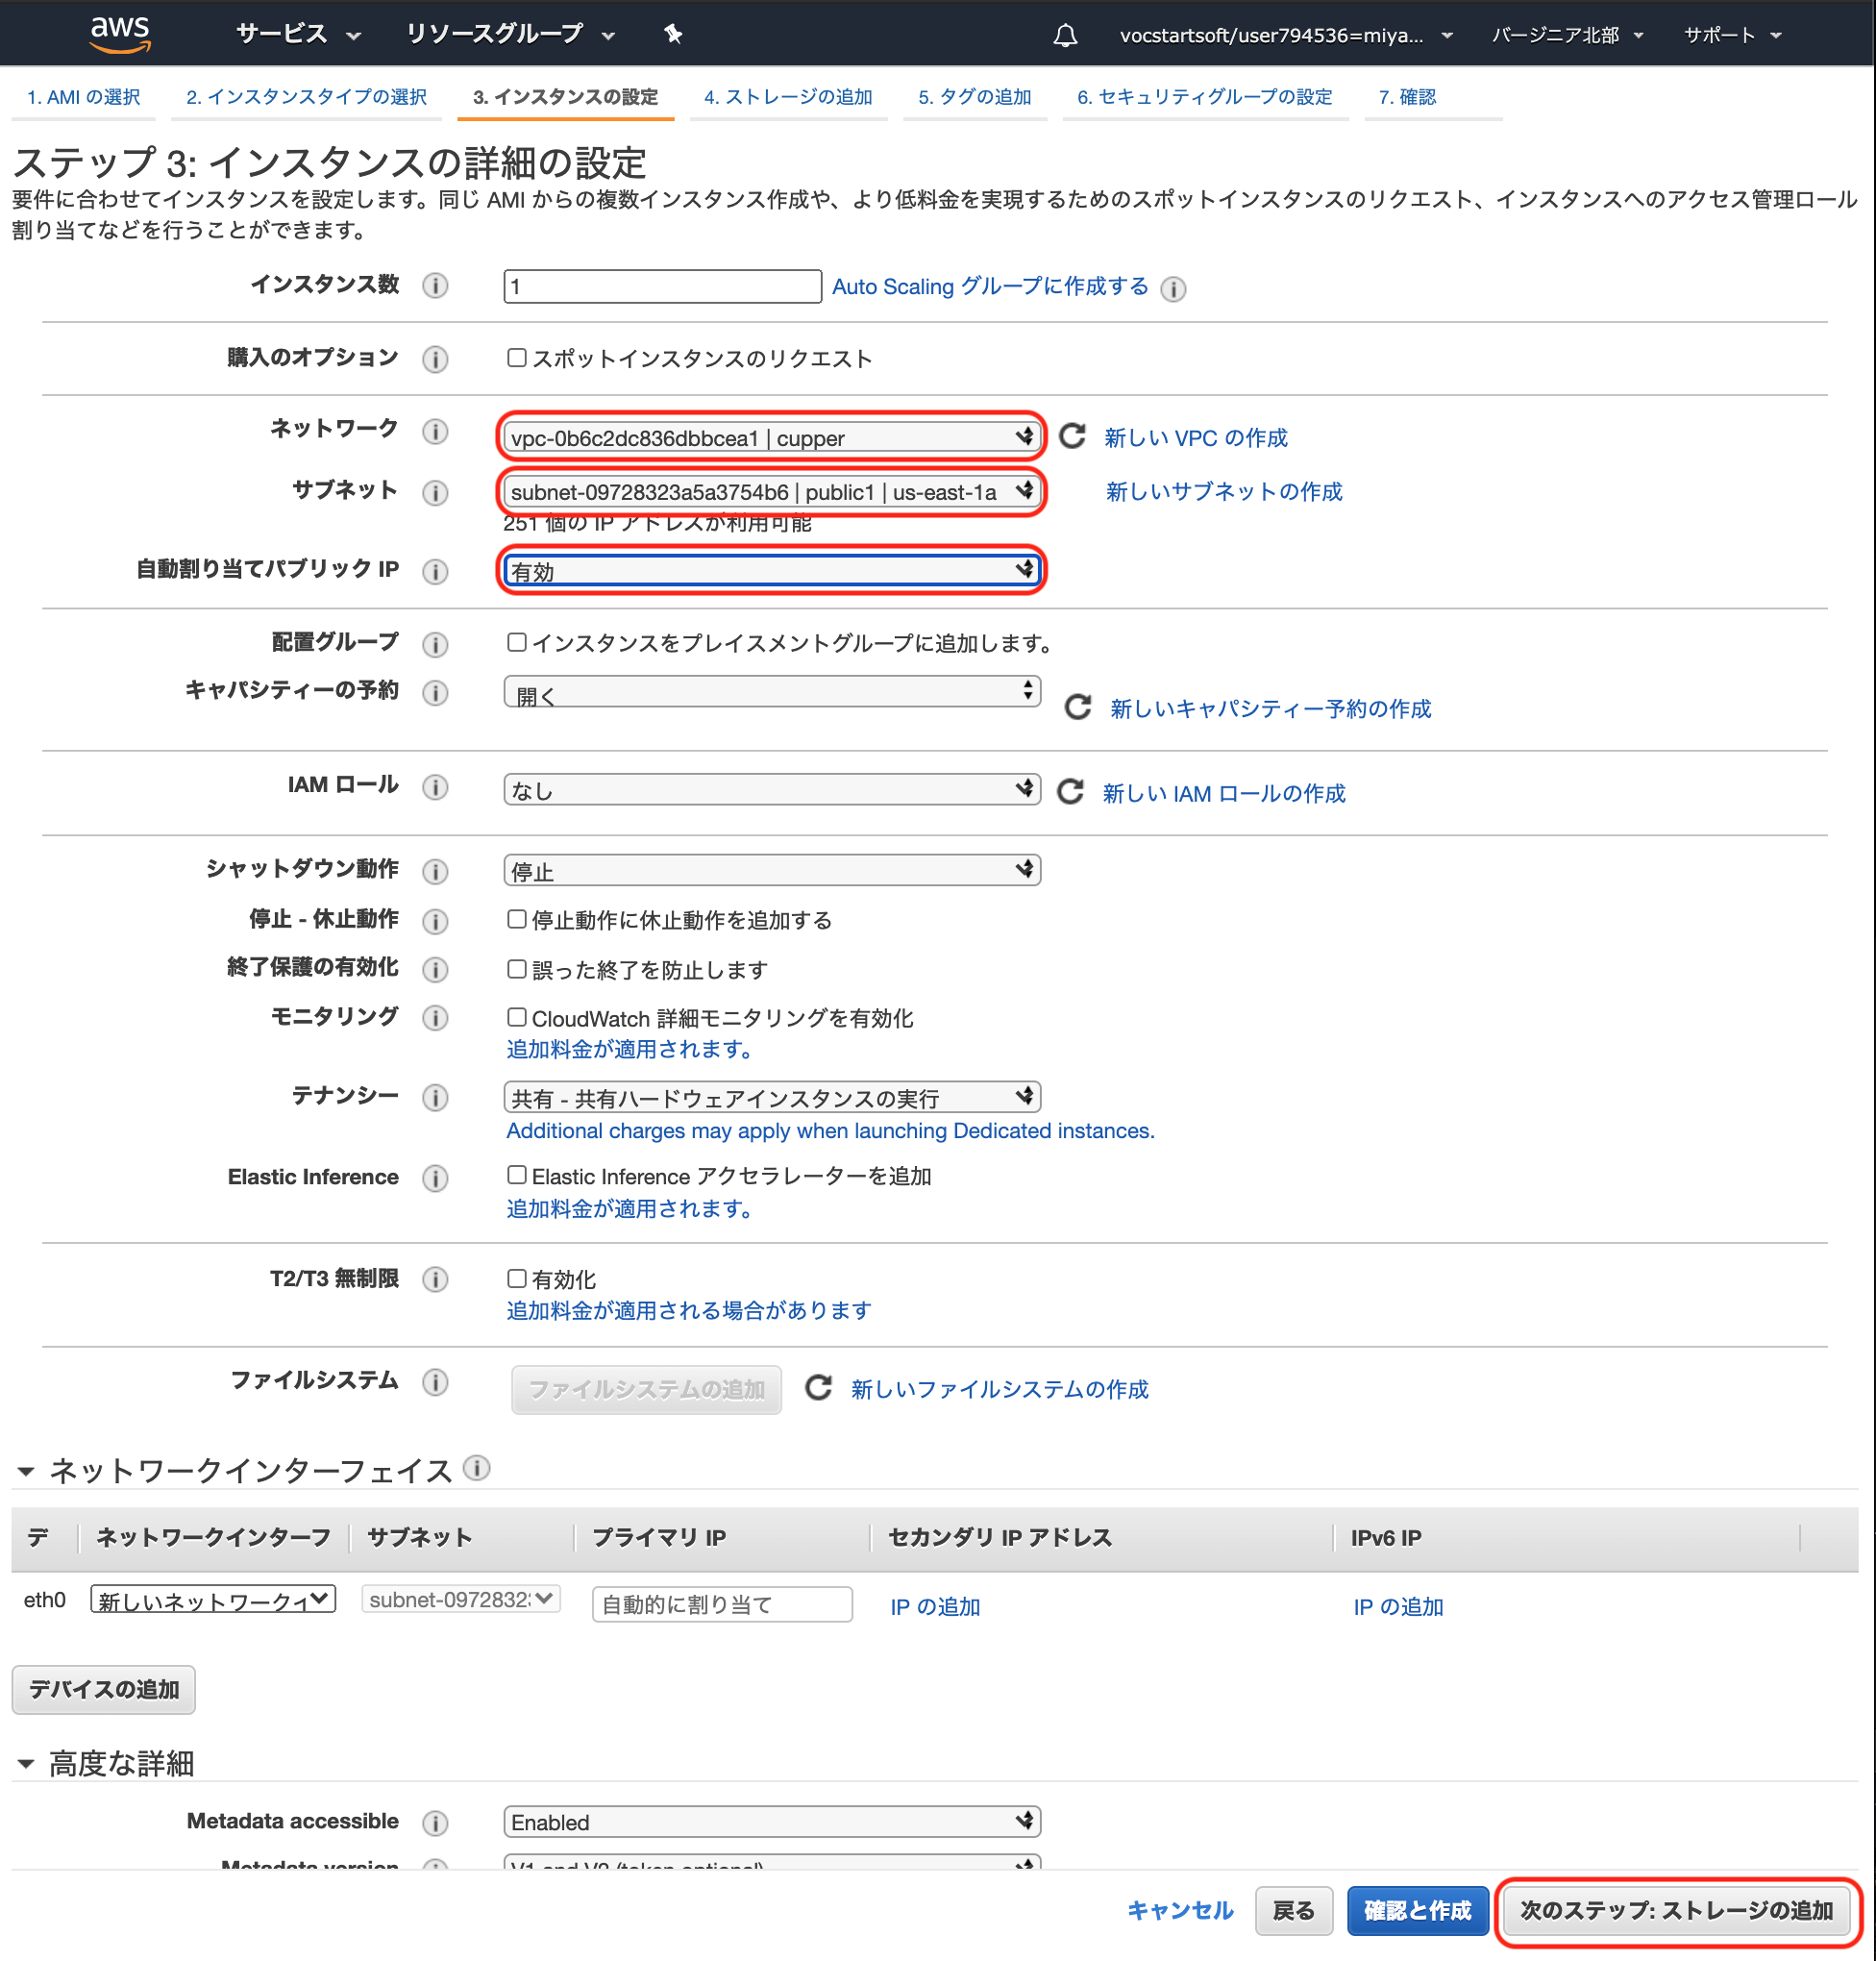 aws サービス リソースグループ vocstartsoft/user794536=miya... バージニア北部 サポート
1. AMI の選択 2. インスタンスタイプの選択 3. インスタンスの設定 4. ストレージの追加 5. タグの追加 6. セキュリティグループの設定 7. 確認
ステップ 3: インスタンスの詳細の設定
要件に合わせてインスタンスを設定します。同じ AMI からの複数インスタンス作成や、より低料金を実現するためのスポットインスタンスのリクエスト、インスタンスへのアクセス管理ロール
割り当てなどを行うことができます。
インスタンス数 1 Auto Scaling グループに作成する
購入のオプション スポットインスタンスのリクエスト
ネットワーク vpc-0b6c2dc836dbbcea1 | cupper 新しい VPC の作成
サブネット subnet-09728323a5a3754b6 | public1 | us-east-1a 新しいサブネットの作成
251 個の IP アドレスが利用可能
自動割り当てパブリック IP 有効
配置グループ インスタンスをプレイスメントグループに追加します。
キャパシティーの予約 開く 新しいキャパシティー予約の作成
IAM ロール なし 新しい IAM ロールの作成
シャットダウン動作 停止
停止 - 休止動作 停止動作に休止動作を追加する
終了保護の有効化 誤った終了を防止します
モニタリング CloudWatch 詳細モニタリングを有効化
追加料金が適用されます。
テナンシー 共有 - 共有ハードウェアインスタンスの実行
Additional charges may apply when launching Dedicated instances.
Elastic Inference Elastic Inference アクセラレーターを追加
追加料金が適用されます。
T2/T3 無制限 有効化
追加料金が適用される場合があります
ファイルシステム ファイルシステムの追加 新しいファイルシステムの作成
ネットワークインターフェイス
デ ネットワークインターフ サブネット プライマリ IP セカンダリ IP アドレス IPv6 IP
eth0 新しいネットワークイ subnet-0972832 自動的に割り当て IP の追加 IP の追加
デバイスの追加
高度な詳細
Metadata accessible Enabled
Metadata version V1 and V2 (token optional)
キャンセル 戻る 確認と作成 次のステップ: ストレージの追加